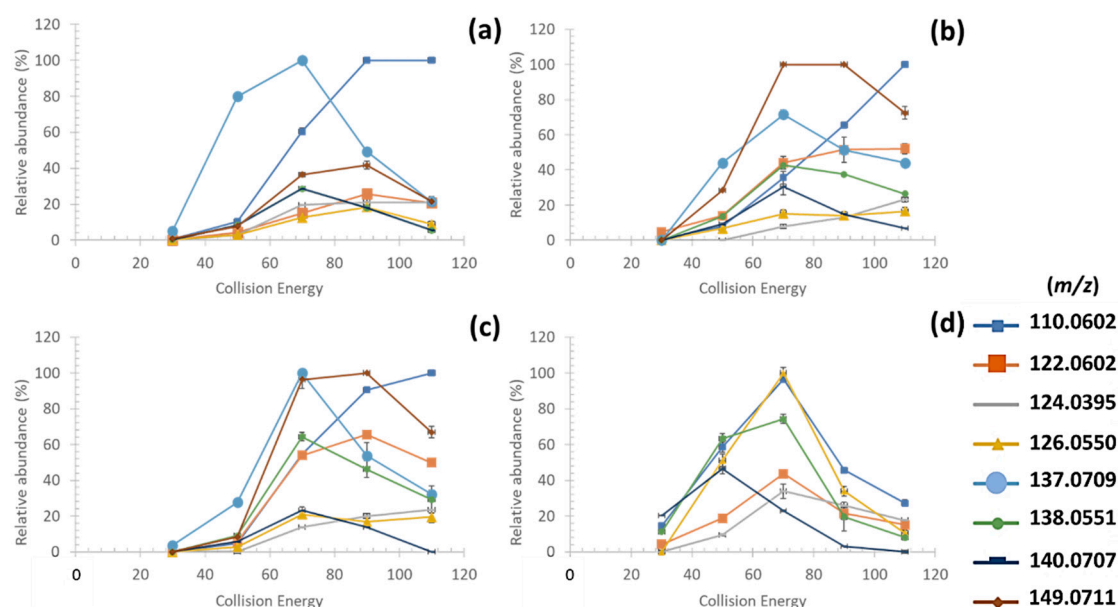 (a)
120
100
80
60
40
20
0
Relative abundance (%)
0 20 40 60 80 100 120
Collision Energy
(b)
120
100
80
60
40
20
0
Relative abundance (%)
0 20 40 60 80 100 120
Collision Energy
(c)
120
100
80
60
40
20
0
Relative abundance (%)
0 20 40 60 80 100 120
Collision Energy
(d)
120
100
80
60
40
20
0
Relative abundance (%)
0 20 40 60 80 100 120
Collision Energy
(m/z)
110.0602
122.0602
124.0395
126.0550
137.0709
138.0551
140.0707
149.0711